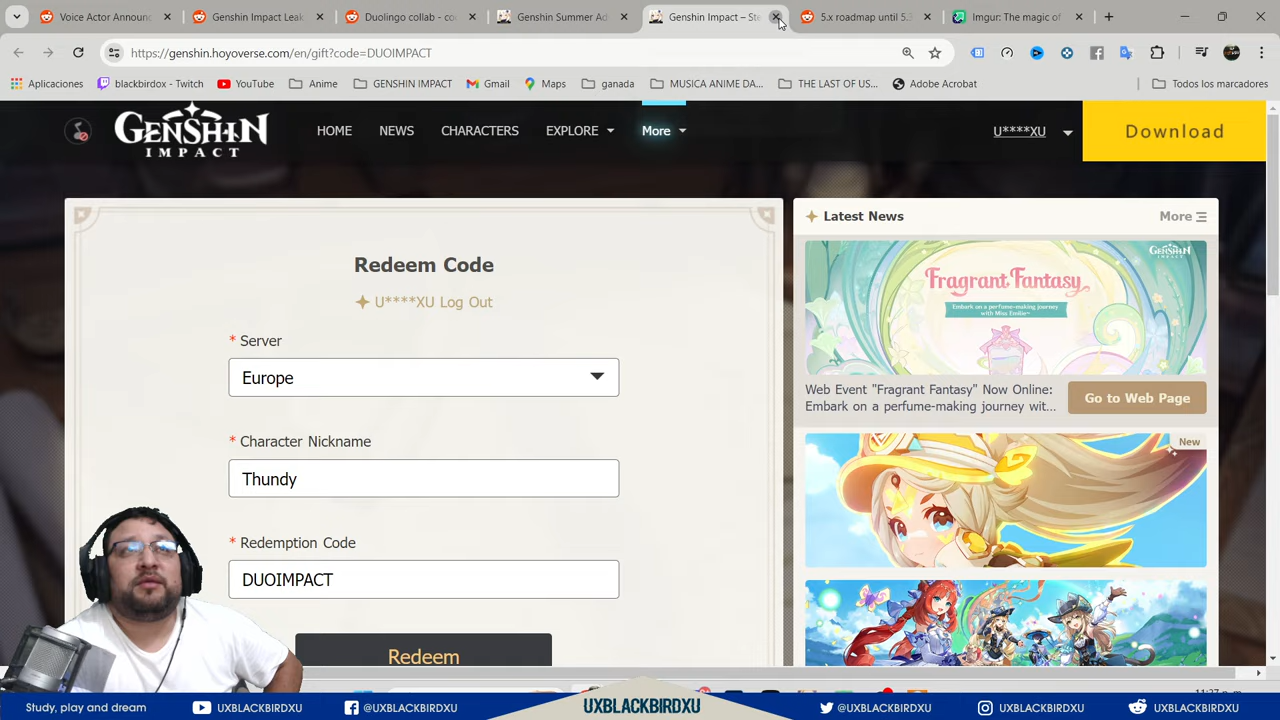 Voice Actor Announc
Genshin Impact Leak
Duolingo collab - co
Genshin Summer Ad
Genshin Impact – Ste
5.x roadmap until 5.
Imgur: The magic of
https://genshin.hoyoverse.com/en/gift?code=DUOIMPACT
Aplicaciones
blackbirdox - Twitch
YouTube
Anime
GENSHIN IMPACT
Gmail
Maps
ganada
MUSICA ANIME DA...
THE LAST OF US...
Adobe Acrobat
Todos los marcadores
GENSHIN
IMPACT
HOME
NEWS
CHARACTERS
EXPLORE
More
U****XU
Download
Redeem Code
U****XU Log Out
* Server
Europe
* Character Nickname
Thundy
* Redemption Code
DUOIMPACT
Redeem
Latest News
More
GENSHIN
IMPACT
Fragrant Fantasy
Embark on a perfume-making journey
with Miss Emilie~
Web Event "Fragrant Fantasy" Now Online:
Embark on a perfume-making journey wit...
Go to Web Page
New
Study, play and dream
UXBLACKBIRDXU
@UXBLACKBIRDXU
UXBLACKBIRDXU
@UXBLACKBIRDXU
UXBLACKBIRDXU
UXBLACKBIRDXU